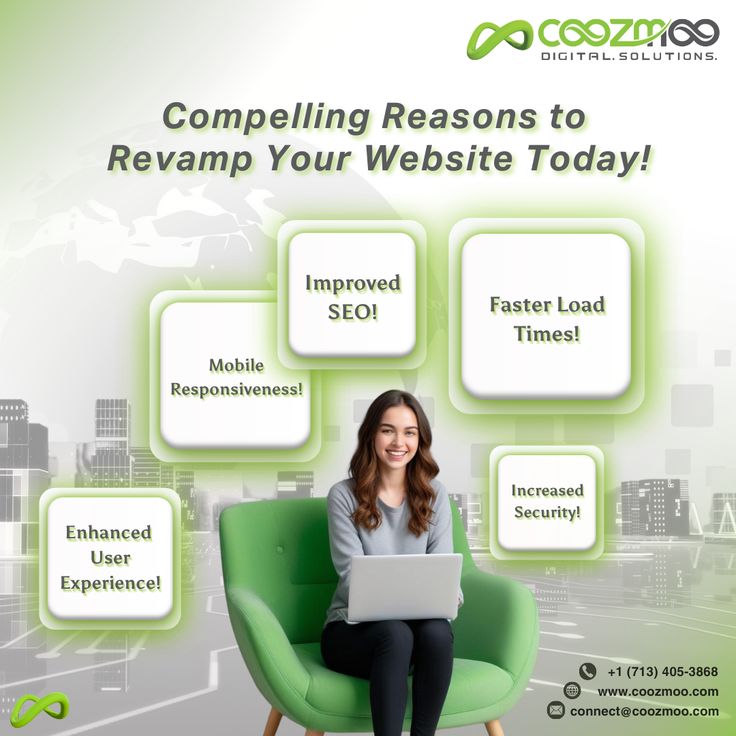 COOZMOO
DIGITAL.SOLUTIONS.
Compelling Reasons to
Revamp Your Website Today!
Improved
SEO!
Faster Load
Times!
Mobile
Responsiveness!
Increased
Security!
Enhanced
User
Experience!
+1 (713) 405-3868
www.coozmoo.com
connect@coozmoo.com